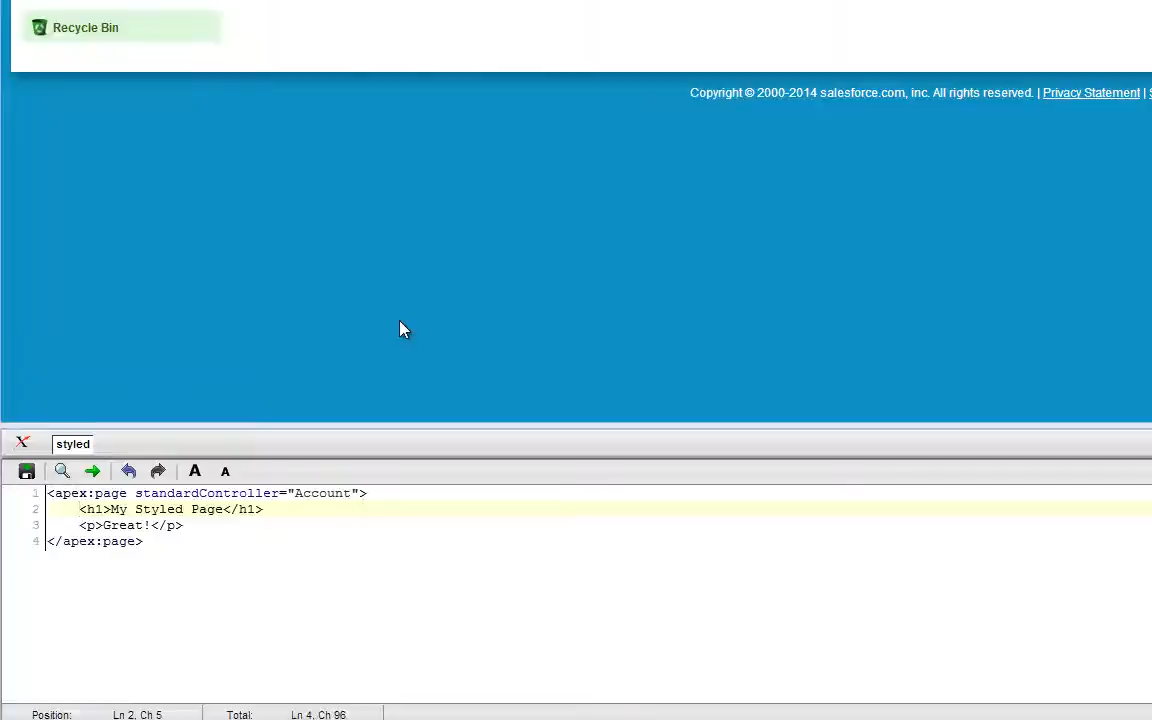 Recycle Bin
Copyright © 2000-2014 salesforce.com, inc. All rights reserved. | Privacy Statement |
styled
A A
1 <apex:page standardController="Account">
2 <h1>My Styled Page</h1>
3 <p>Great!</p>
4 </apex:page>
Position: Ln 2, Ch 5 Total: Ln 4, Ch 96